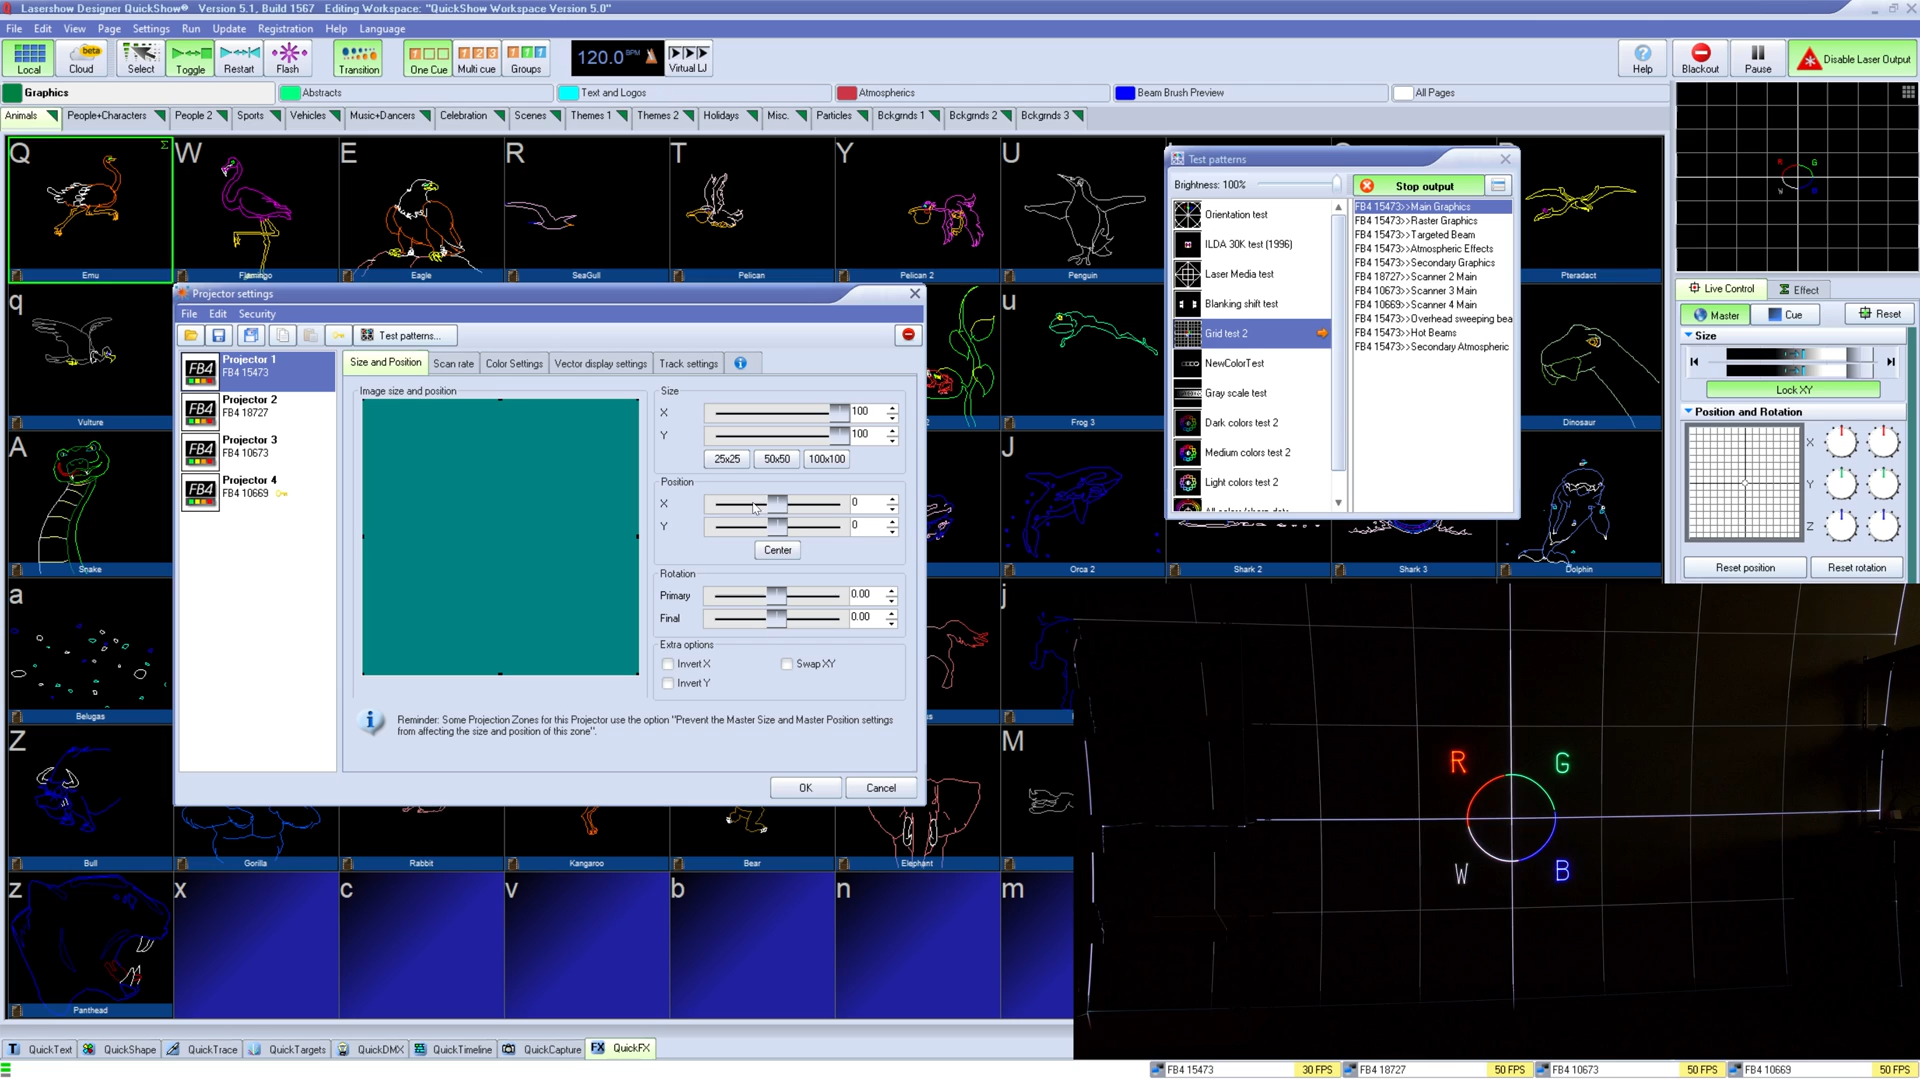 Lasershow Designer QuickShow® Version 5.1, Build 1567 Editing Workspace: "QuickShow Workspace Version 5.0"
File Edit View Page Settings Run Update Registration Help Language
beta
120.0 BPM
Local Cloud Select Toggle Restart Flash Transition One Cue Multi cue Groups Virtual LJ Help Blackout Pause Disable Laser Output
Graphics Abstracts Text and Logos Atmospherics Beam Brush Preview All Pages
Animals People+Characters People 2 Sports Vehicles Music+Dancers Celebration Scenes Themes 1 Themes 2 Holidays Misc. Particles Bckgrnds 1 Bckgrnds 2 Bckgrnds 3
Q W E R T Y U
Emu Flamingo Eagle SeaGull Pelican Pelican 2 Penguin Pteradact
q u
Vulture Frog 3 Dinosaur
A J
Snake Orca 2 Shark 2 Shark 3 Dolphin
a j
Belugas
Z M
Bull Gorilla Rabbit Kangaroo Bear Elephant
z x c v b n m
Panthead
Projector settings
File Edit Security
Test patterns...
Projector 1
FB4 15473
Projector 2
FB4 18727
Projector 3
FB4 10673
Projector 4
FB4 10669
FB4
FB4
FB4
FB4
Size and Position Scan rate Color Settings Vector display settings Track settings
Image size and position
Size
X 100
Y 100
25x25 50x50 100x100
Position
X 0
Y 0
Center
Rotation
Primary 0.00
Final 0.00
Extra options
Invert X Swap XY
Invert Y
Reminder: Some Projection Zones for this Projector use the option "Prevent the Master Size and Master Position settings
from affecting the size and position of this zone".
OK Cancel
Test patterns
Brightness: 100% Stop output
Orientation test
ILDA 30K test (1996)
Laser Media test
Blanking shift test
Grid test 2
NewColorTest
Gray scale test
Dark colors test 2
Medium colors test 2
Light colors test 2
FB4 15473>>Main Graphics
FB4 15473>>Raster Graphics
FB4 15473>>Targeted Beam
FB4 15473>>Atmospheric Effects
FB4 15473>>Secondary Graphics
FB4 18727>>Scanner 2 Main
FB4 10673>>Scanner 3 Main
FB4 10669>>Scanner 4 Main
FB4 15473>>Overhead sweeping bea
FB4 15473>>Hot Beams
FB4 15473>>Secondary Atmospheric
R G
W B
Live Control Effect
Master Cue Reset
Size
Lock XY
Position and Rotation
X
Y
Z
Reset position Reset rotation
R G
W B
QuickText QuickShape QuickTrace QuickTargets QuickDMX QuickTimeline QuickCapture FX QuickFX
FB4 15473 30 FPS FB4 18727 50 FPS FB4 10673 50 FPS FB4 10669 50 FPS